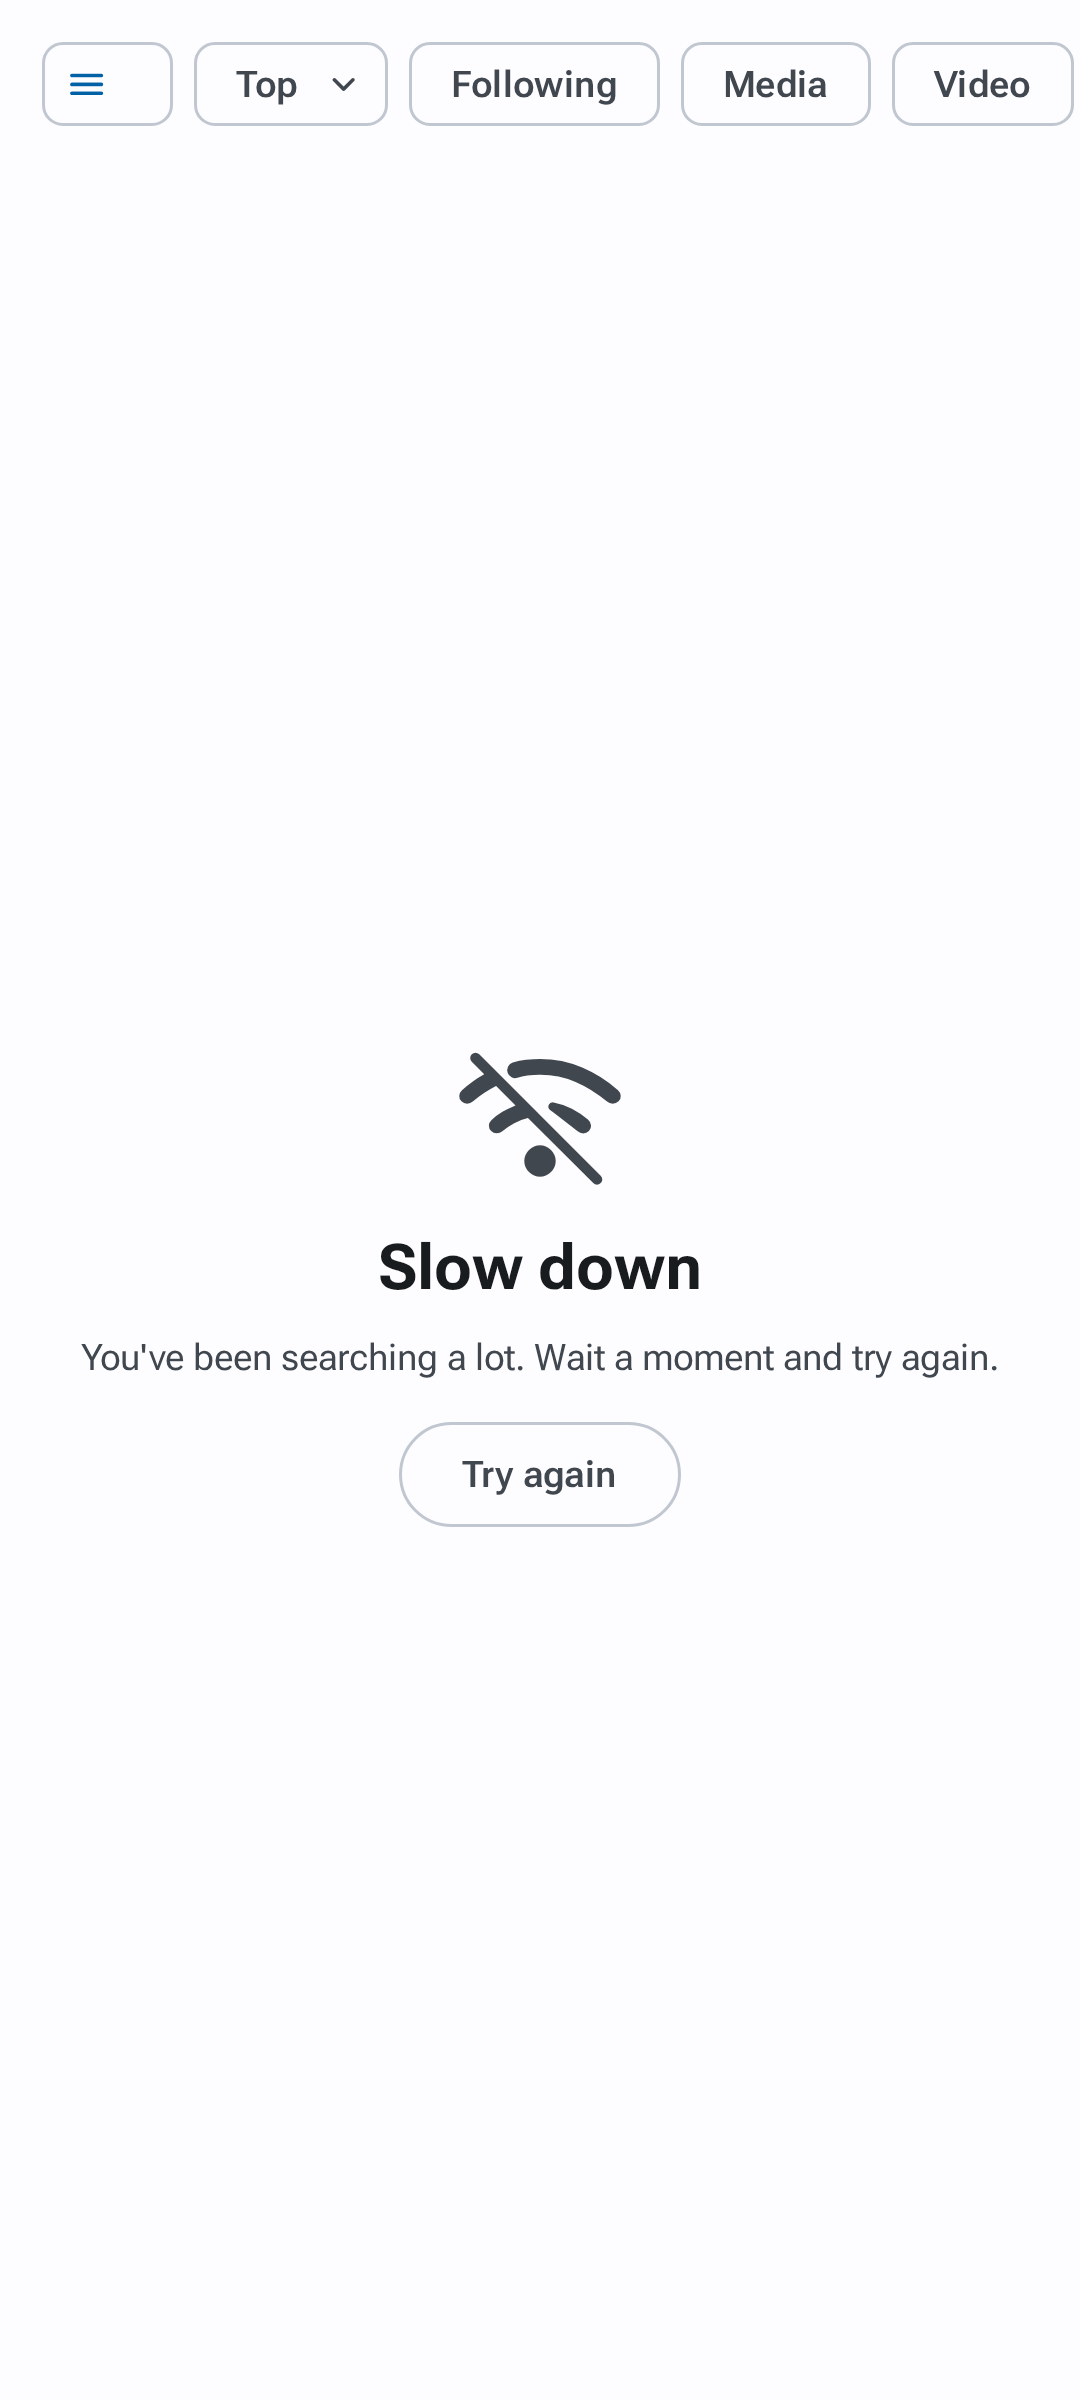 Top
Following
Media
Video
Slow down
You've been searching a lot. Wait a moment and try again.
Try again